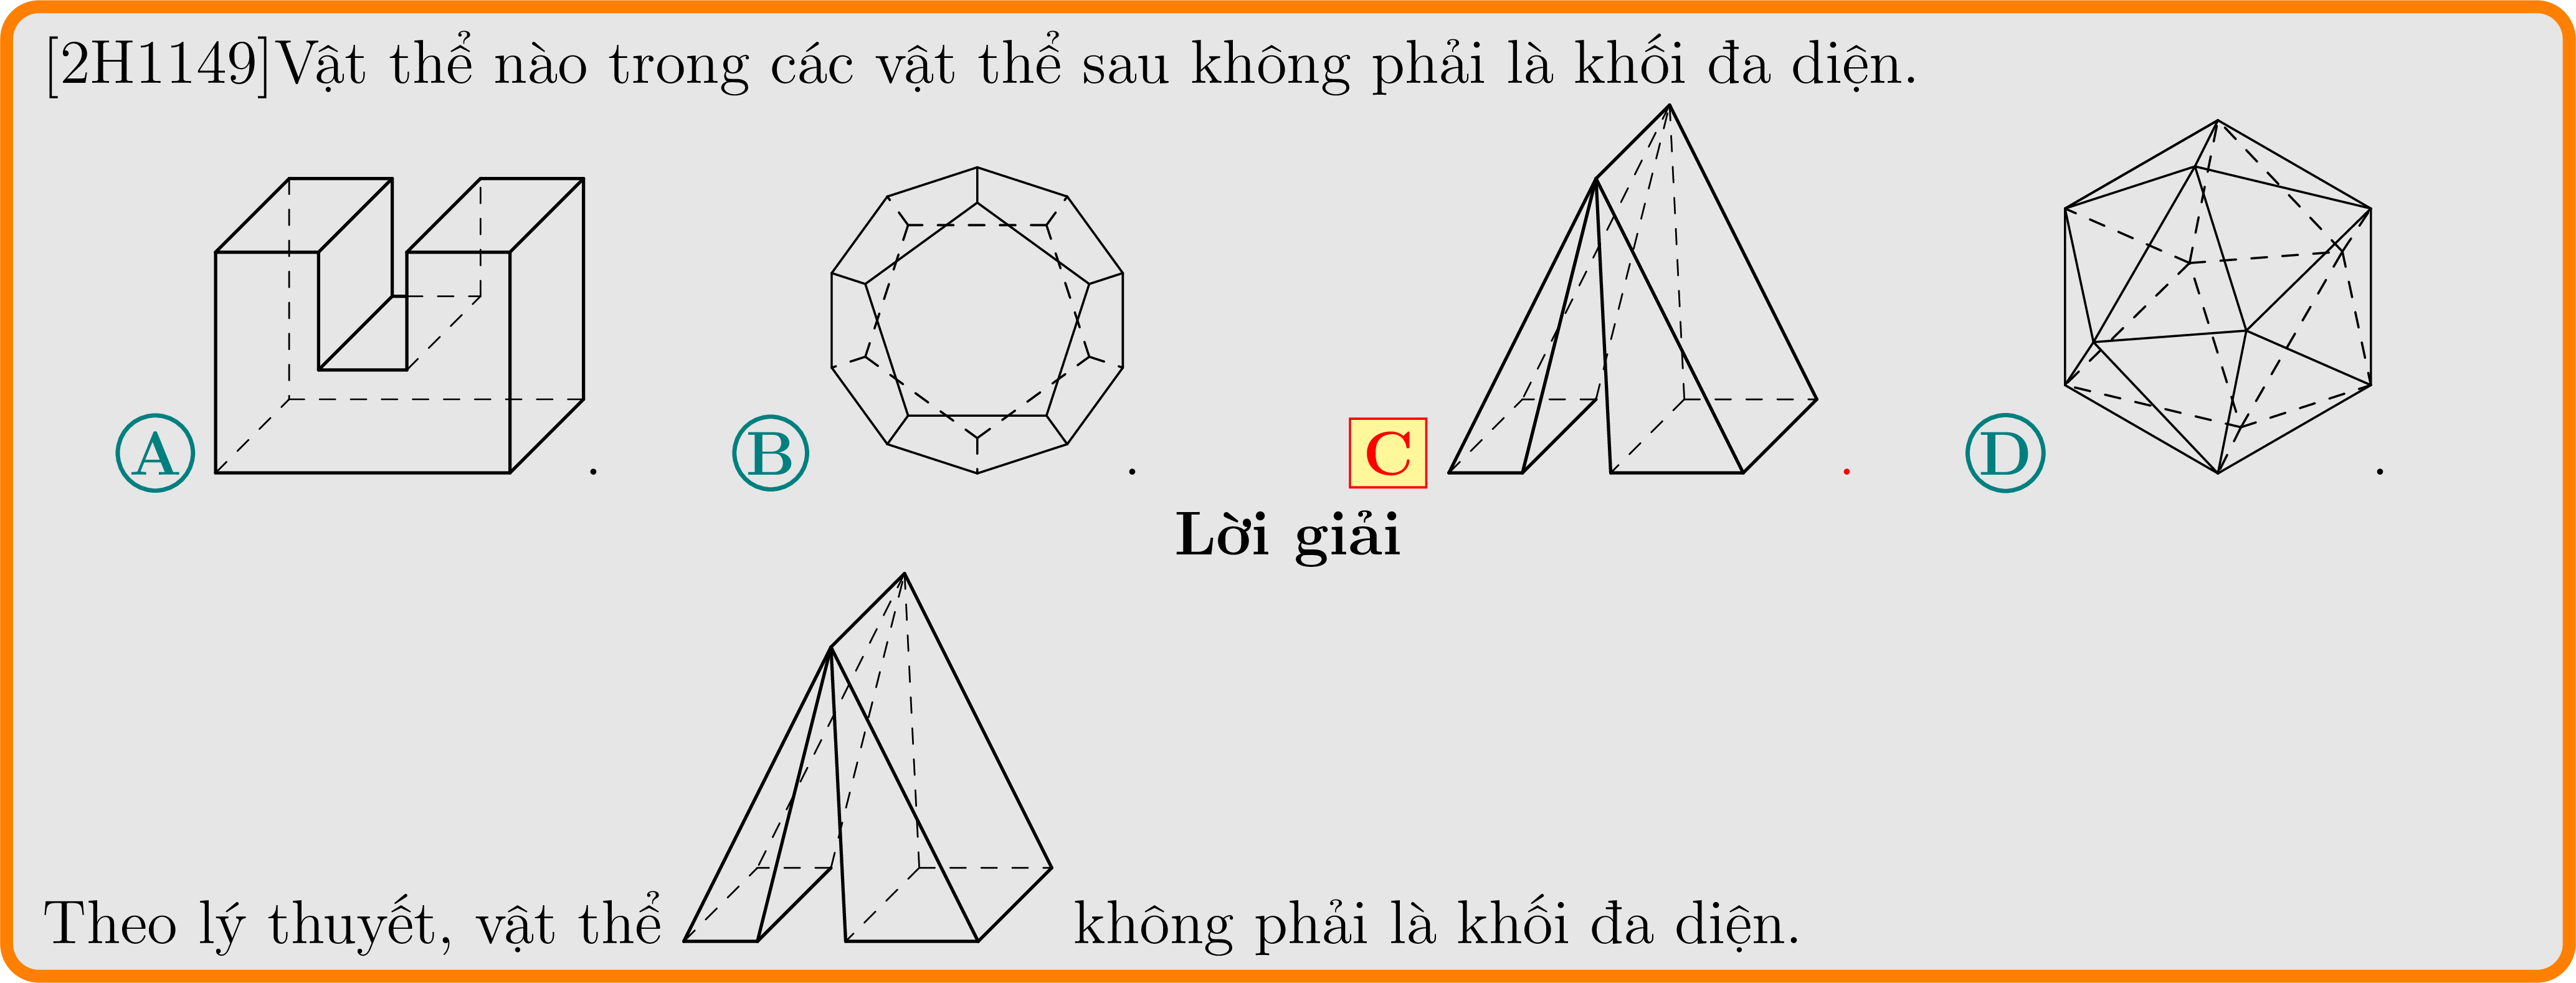 [2H1149]Vật thể nào trong các vật thể sau không phải là khối đa diện.
A . B . C . D .
Lời giải
Theo lý thuyết, vật thể không phải là khối đa diện.